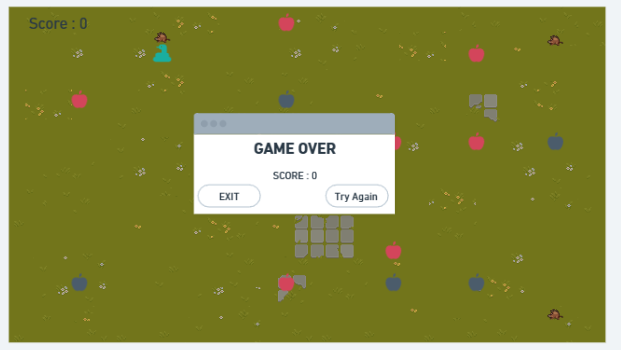 Score : 0
GAME OVER
SCORE : 0
EXIT
Try Again